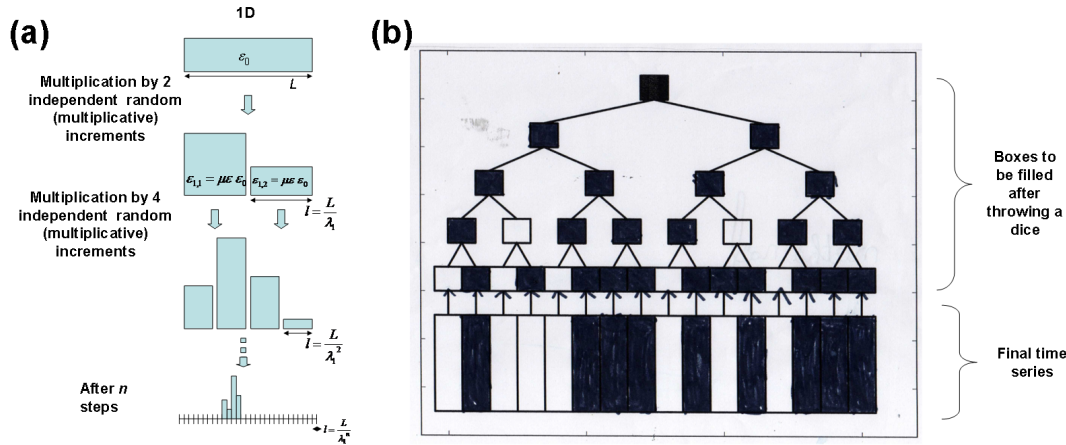 (a)
1D
ε₀
L
Multiplication by 2
independent random
(multiplicative)
increments
ε₁,₁ = με ε₀
ε₁,₂ = με ε₀
l = L/λ₁
Multiplication by 4
independent random
(multiplicative)
increments
l = L/λ₁²
After n
steps
l = L/λ₁ⁿ
(b)
Boxes to
be filled
after
throwing a
dice
Final time
series